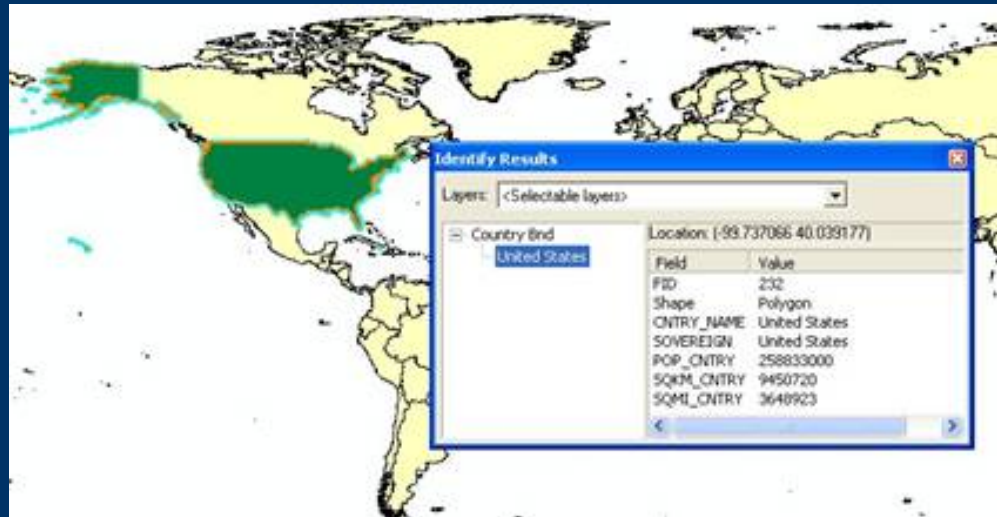 Identify Results
Layers: <Selectable layers>
Country Bnd
United States
Location: (-99.737066 40.039177)
Field Value
FID 232
Shape Polygon
CNTRY_NAME United States
SOVEREIGN United States
POP_CNTRY 258833000
SQKM_CNTRY 9450720
SQMI_CNTRY 3648923